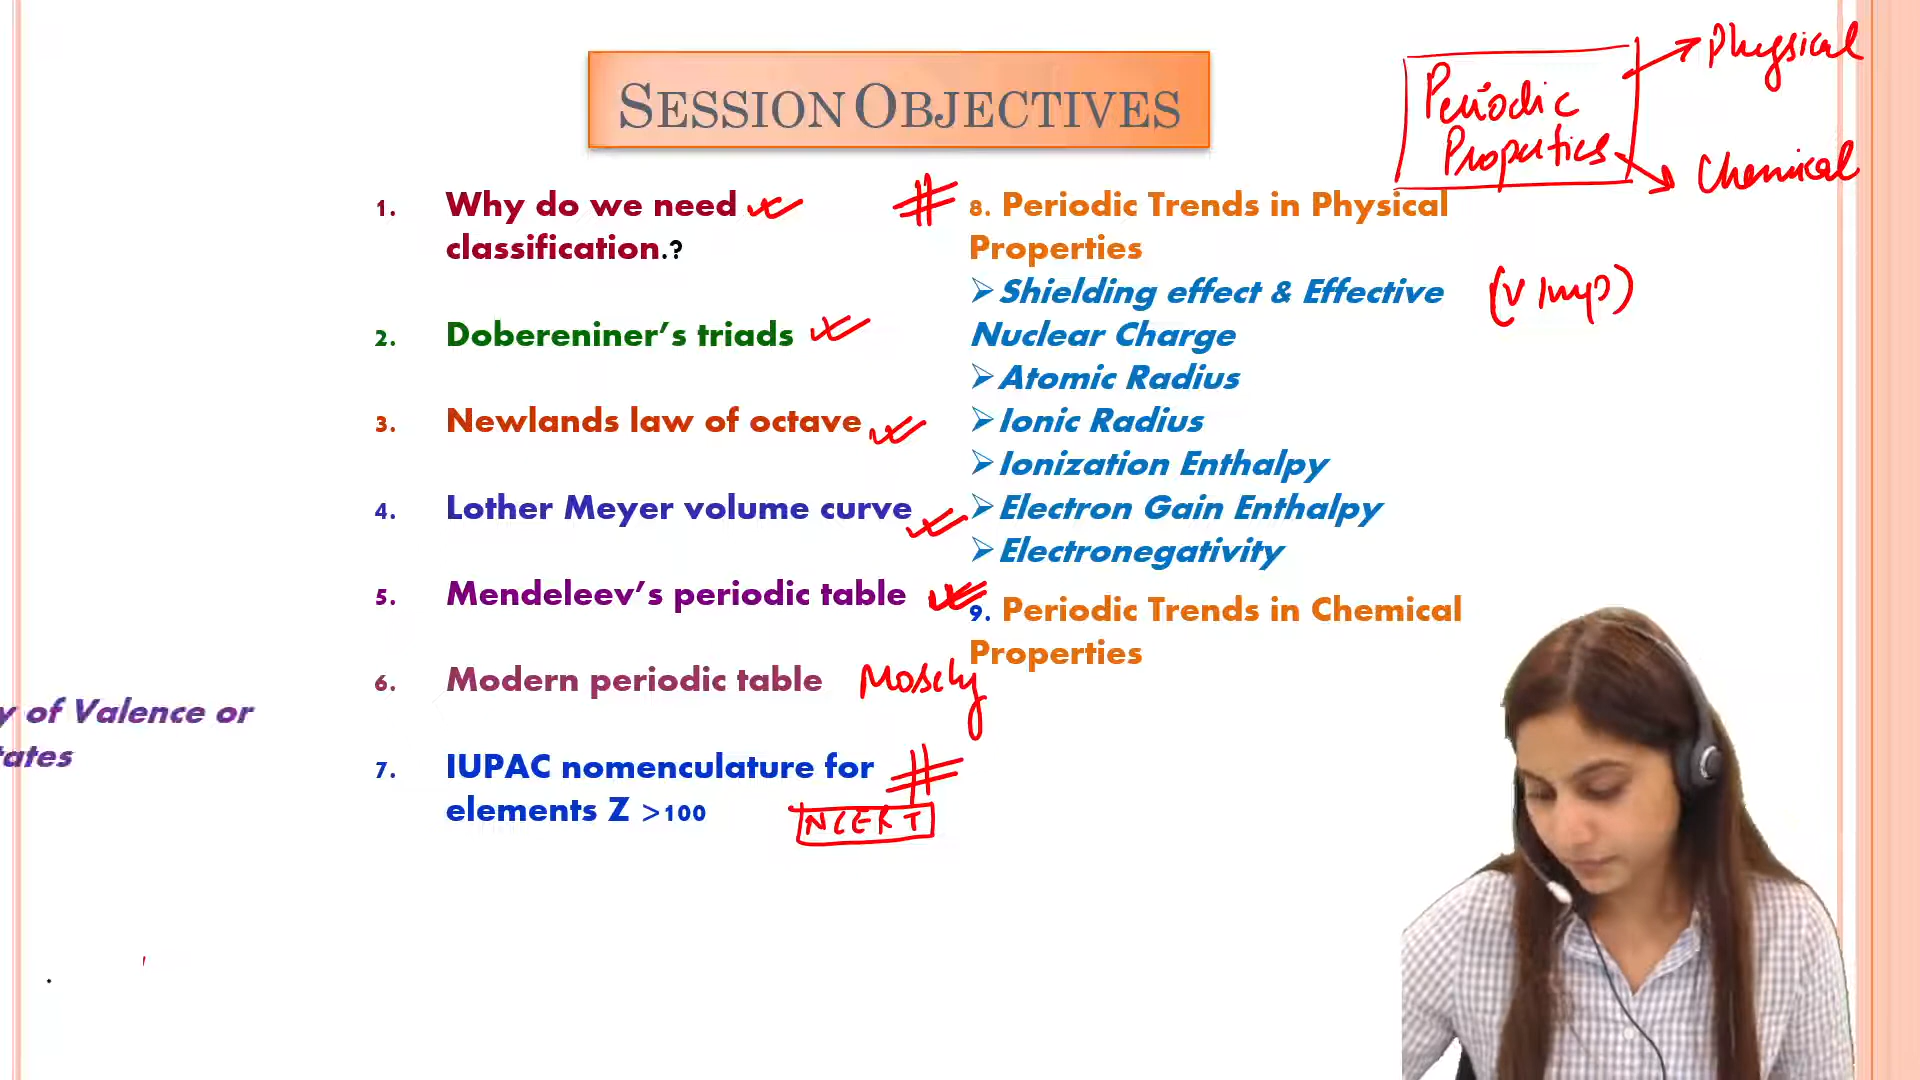 SESSION OBJECTIVES
Periodic
Properties
Physical
Chemical
1. Why do we need
classification.?
2. Dobereniner’s triads
3. Newlands law of octave
4. Lother Meyer volume curve
5. Mendeleev’s periodic table
6. Modern periodic table Mosely
7. IUPAC nomenculature for
elements Z >100
NCERT
8. Periodic Trends in Physical
Properties
➢Shielding effect & Effective (V Imp)
Nuclear Charge
➢Atomic Radius
➢Ionic Radius
➢Ionization Enthalpy
➢Electron Gain Enthalpy
➢Electronegativity
9. Periodic Trends in Chemical
Properties
y of Valence or
tates